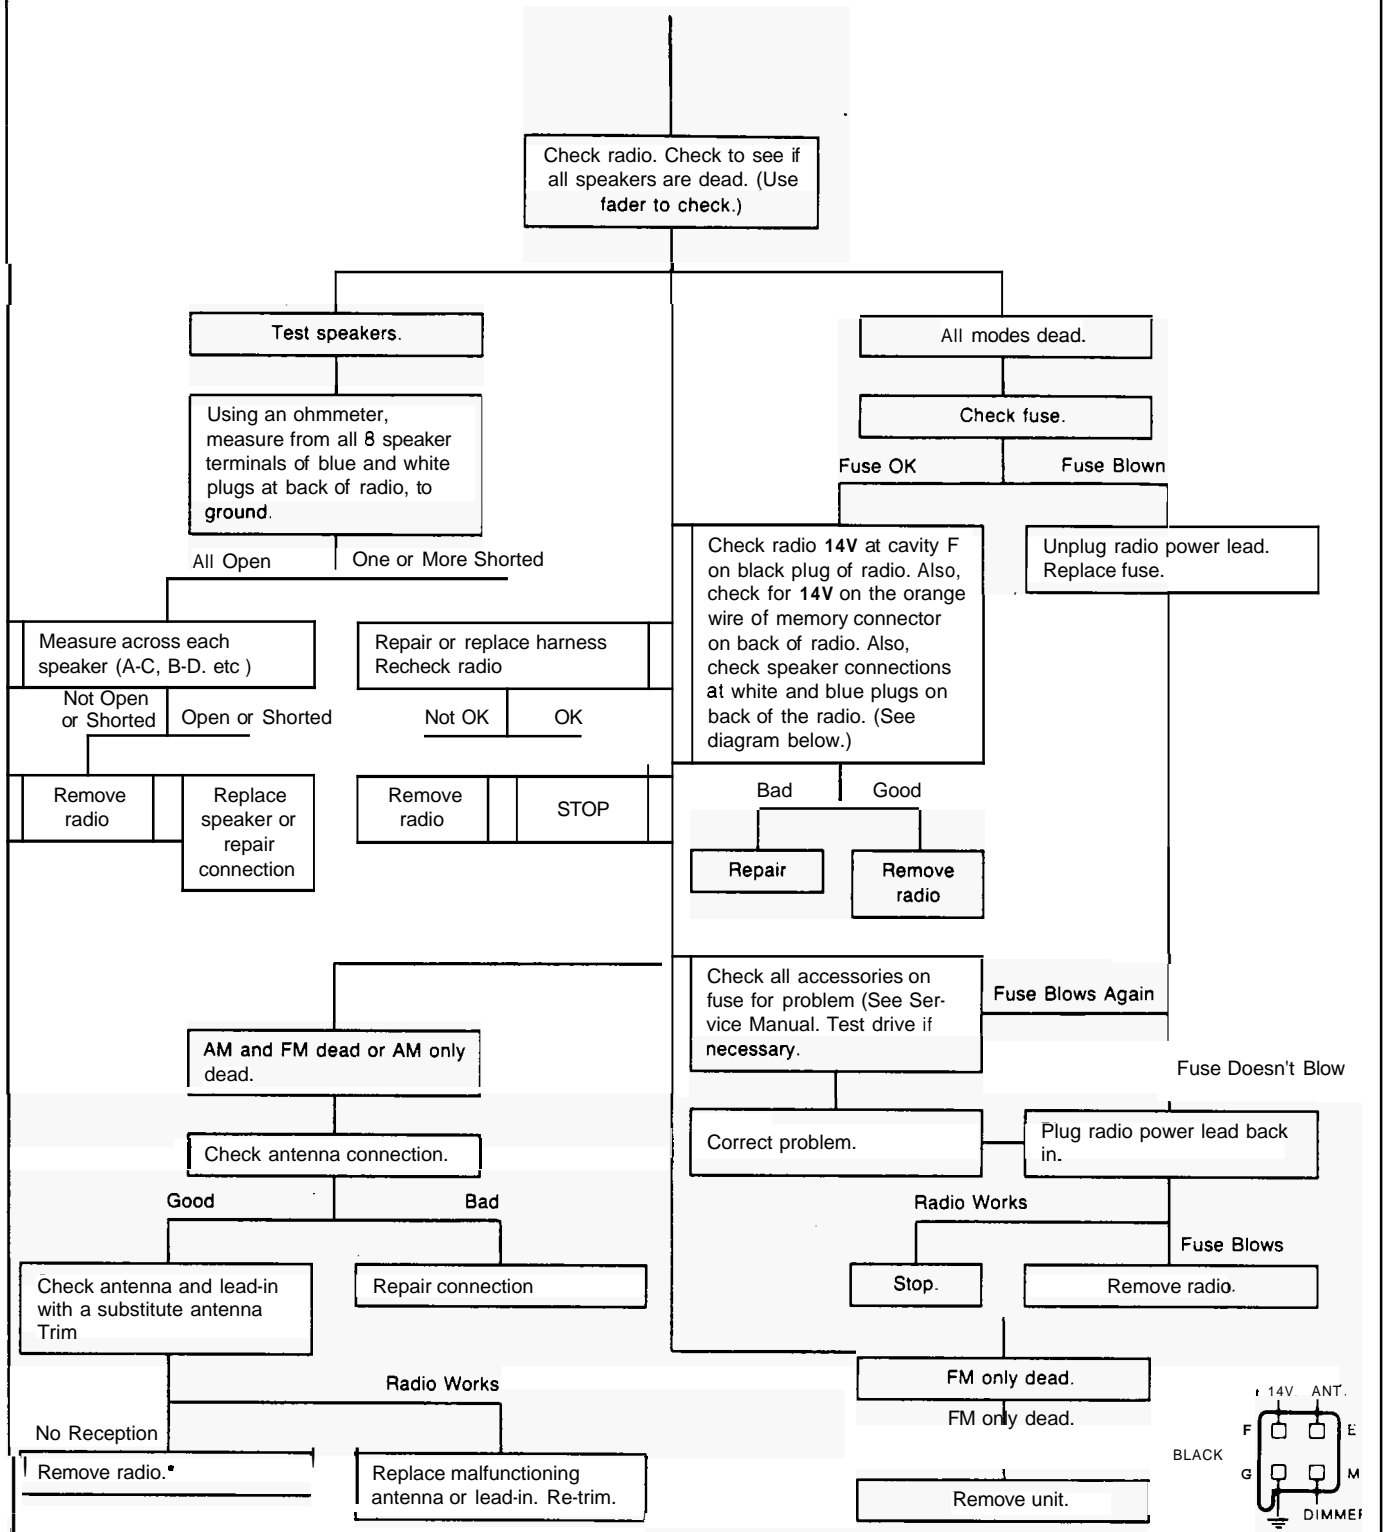 Check radio. Check to see if
all speakers are dead. (Use
fader to check.)
Test speakers.
All modes dead.
Using an ohmmeter,
measure from all 8 speaker
terminals of blue and white
plugs at back of radio, to
ground.
Check fuse.
Fuse OK
Fuse Blown
All Open
One or More Shorted
Check radio 14V at cavity F
on black plug of radio. Also,
check for 14V on the orange
wire of memory connector
on back of radio. Also,
check speaker connections
at white and blue plugs on
back of the radio. (See
diagram below.)
Unplug radio power lead.
Replace fuse.
Measure across each
speaker (A-C, B-D. etc )
Repair or replace harness
Recheck radio
Not Open
or Shorted
Open or Shorted
Not OK
OK
Remove
radio
Replace
speaker or
repair
connection
Remove
radio
STOP
Bad
Good
Repair
Remove
radio
Check all accessories on
fuse for problem (See Ser-
vice Manual. Test drive if
necessary.
Fuse Blows Again
AM and FM dead or AM only
dead.
Fuse Doesn't Blow
Check antenna connection.
Correct problem.
Plug radio power lead back
in.
Good
Bad
Radio Works
Fuse Blows
Check antenna and lead-in
with a substitute antenna
Trim
Repair connection
Stop.
Remove radio.
FM only dead.
FM only dead.
Radio Works
No Reception
Remove radio.•
Replace malfunctioning
antenna or lead-in. Re-trim.
Remove unit.
14V. ANT.
F E
BLACK
G M
DIMMER